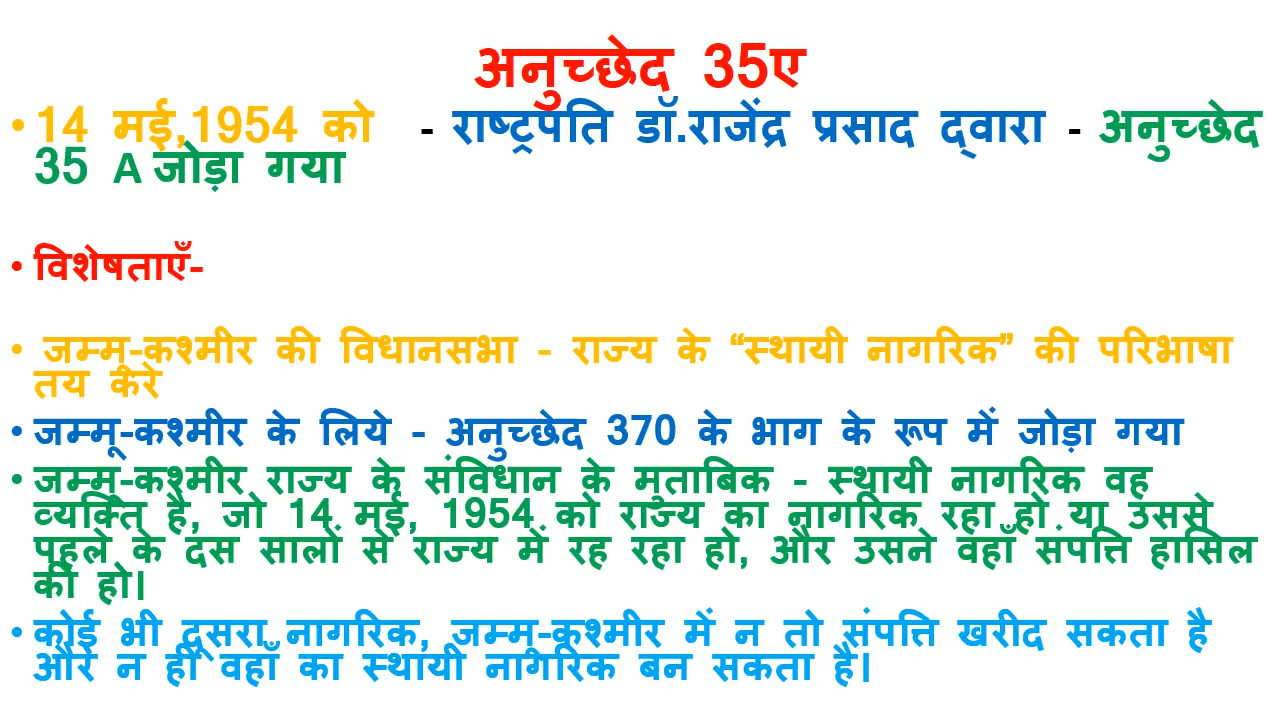 अनुच्छेद 35ए
• 14 मई,1954 को - राष्ट्रपति डॉ.राजेंद्र प्रसाद द्वारा - अनुच्छेद
35 A जोड़ा गया
• विशेषताएँ-
• जम्मू-कश्मीर की विधानसभा - राज्य के “स्थायी नागरिक” की परिभाषा
तय करे
• जम्मू-कश्मीर के लिये - अनुच्छेद 370 के भाग के रूप में जोड़ा गया
• जम्मू-कश्मीर राज्य के संविधान के मुताबिक - स्थायी नागरिक वह
व्यक्ति है, जो 14 मई, 1954 को राज्य का नागरिक रहा हो या उससे
पहले के दस सालों से राज्य में रह रहा हो, और उसने वहाँ संपत्ति हासिल
की हो।
• कोई भी दूसरा नागरिक, जम्मू-कश्मीर में न तो संपत्ति खरीद सकता है
और न ही वहाँ का स्थायी नागरिक बन सकता है।